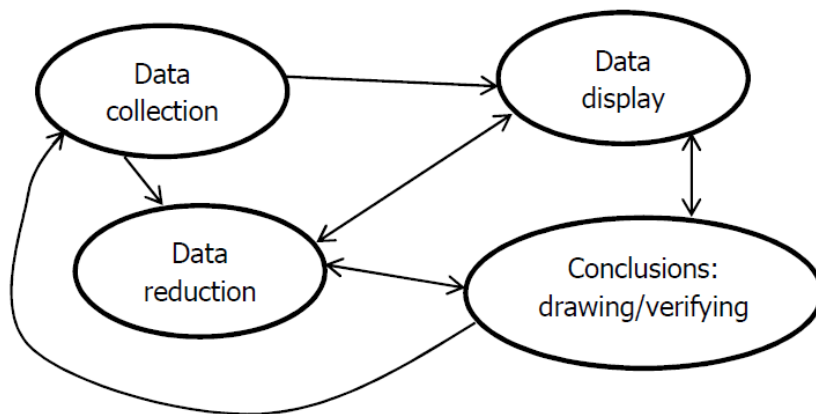 Data
collection
Data
display
Data
reduction
Conclusions:
drawing/verifying